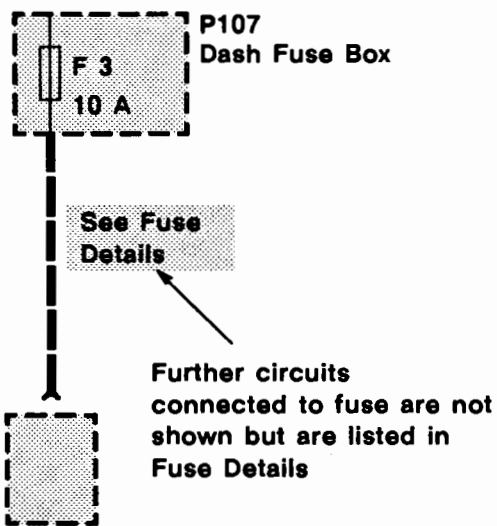 P107
Dash Fuse Box
F 3
10 A
See Fuse
Details
Further circuits
connected to fuse are not
shown but are listed in
Fuse Details